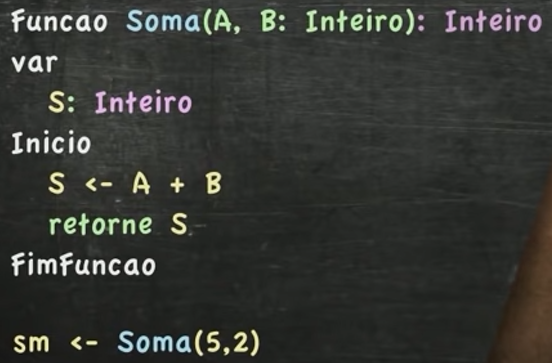 Funcao Soma(A, B: Inteiro): Inteiro
var
S: Inteiro
Inicio
S <- A + B
retorne S
FimFuncao
sm <- Soma(5,2)